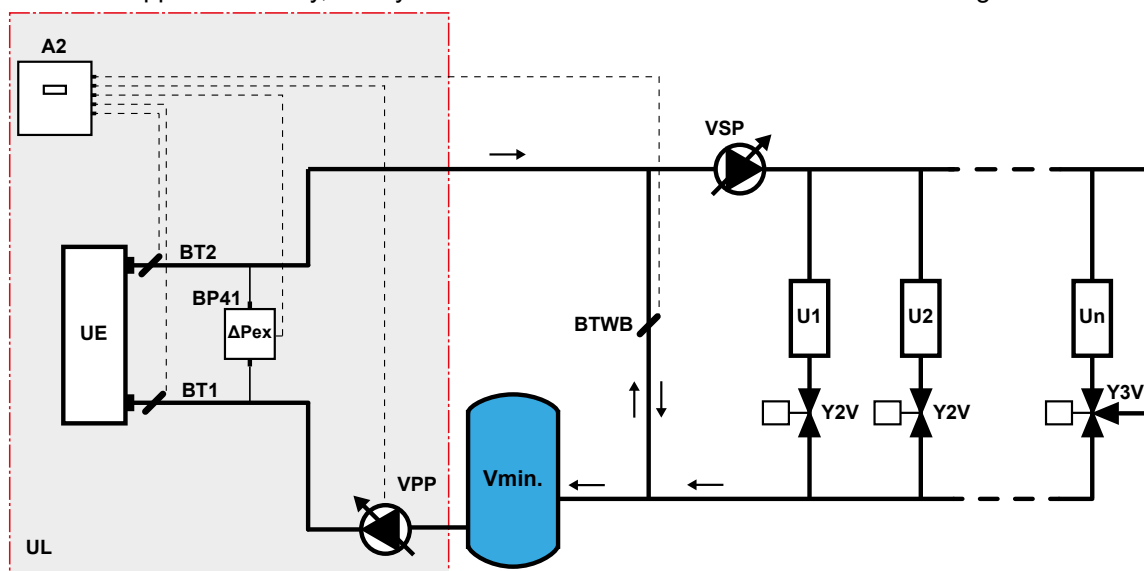 A2
VSP
BT2
BP41
ΔPex
UE
BTWB
U1
U2
Un
BT1
Y2V
Y2V
Y3V
VPP
Vmin.
UL